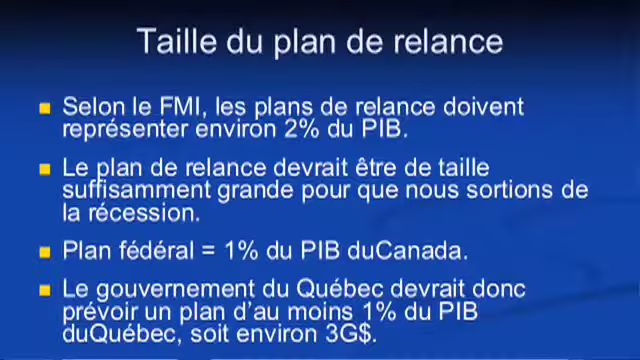 Taille du plan de relance
Selon le FMI, les plans de relance doivent
représenter environ 2% du PIB.
Le plan de relance devrait être de taille
suffisamment grande pour que nous sortions de
la récession.
Plan fédéral = 1% du PIB duCanada.
Le gouvernement du Québec devrait donc
prévoir un plan d'au moins 1% du PIB
duQuébec, soit environ 3G$.